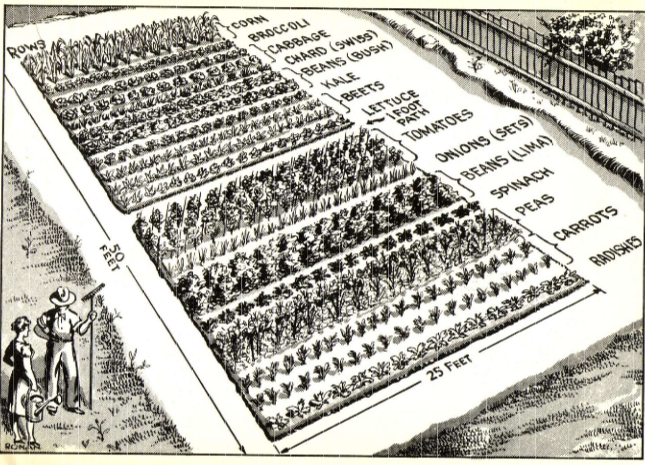 ROWS
CORN
BROCCOLI
CABBAGE
CHARD (SWISS)
BEANS (BUSH)
KALE
BEETS
LETTUCE
1 FOOT
PATH
TOMATOES
ONIONS (SETS)
BEANS (LIMA)
SPINACH
PEAS
CARROTS
RADISHES
50
FEET
25 FEET